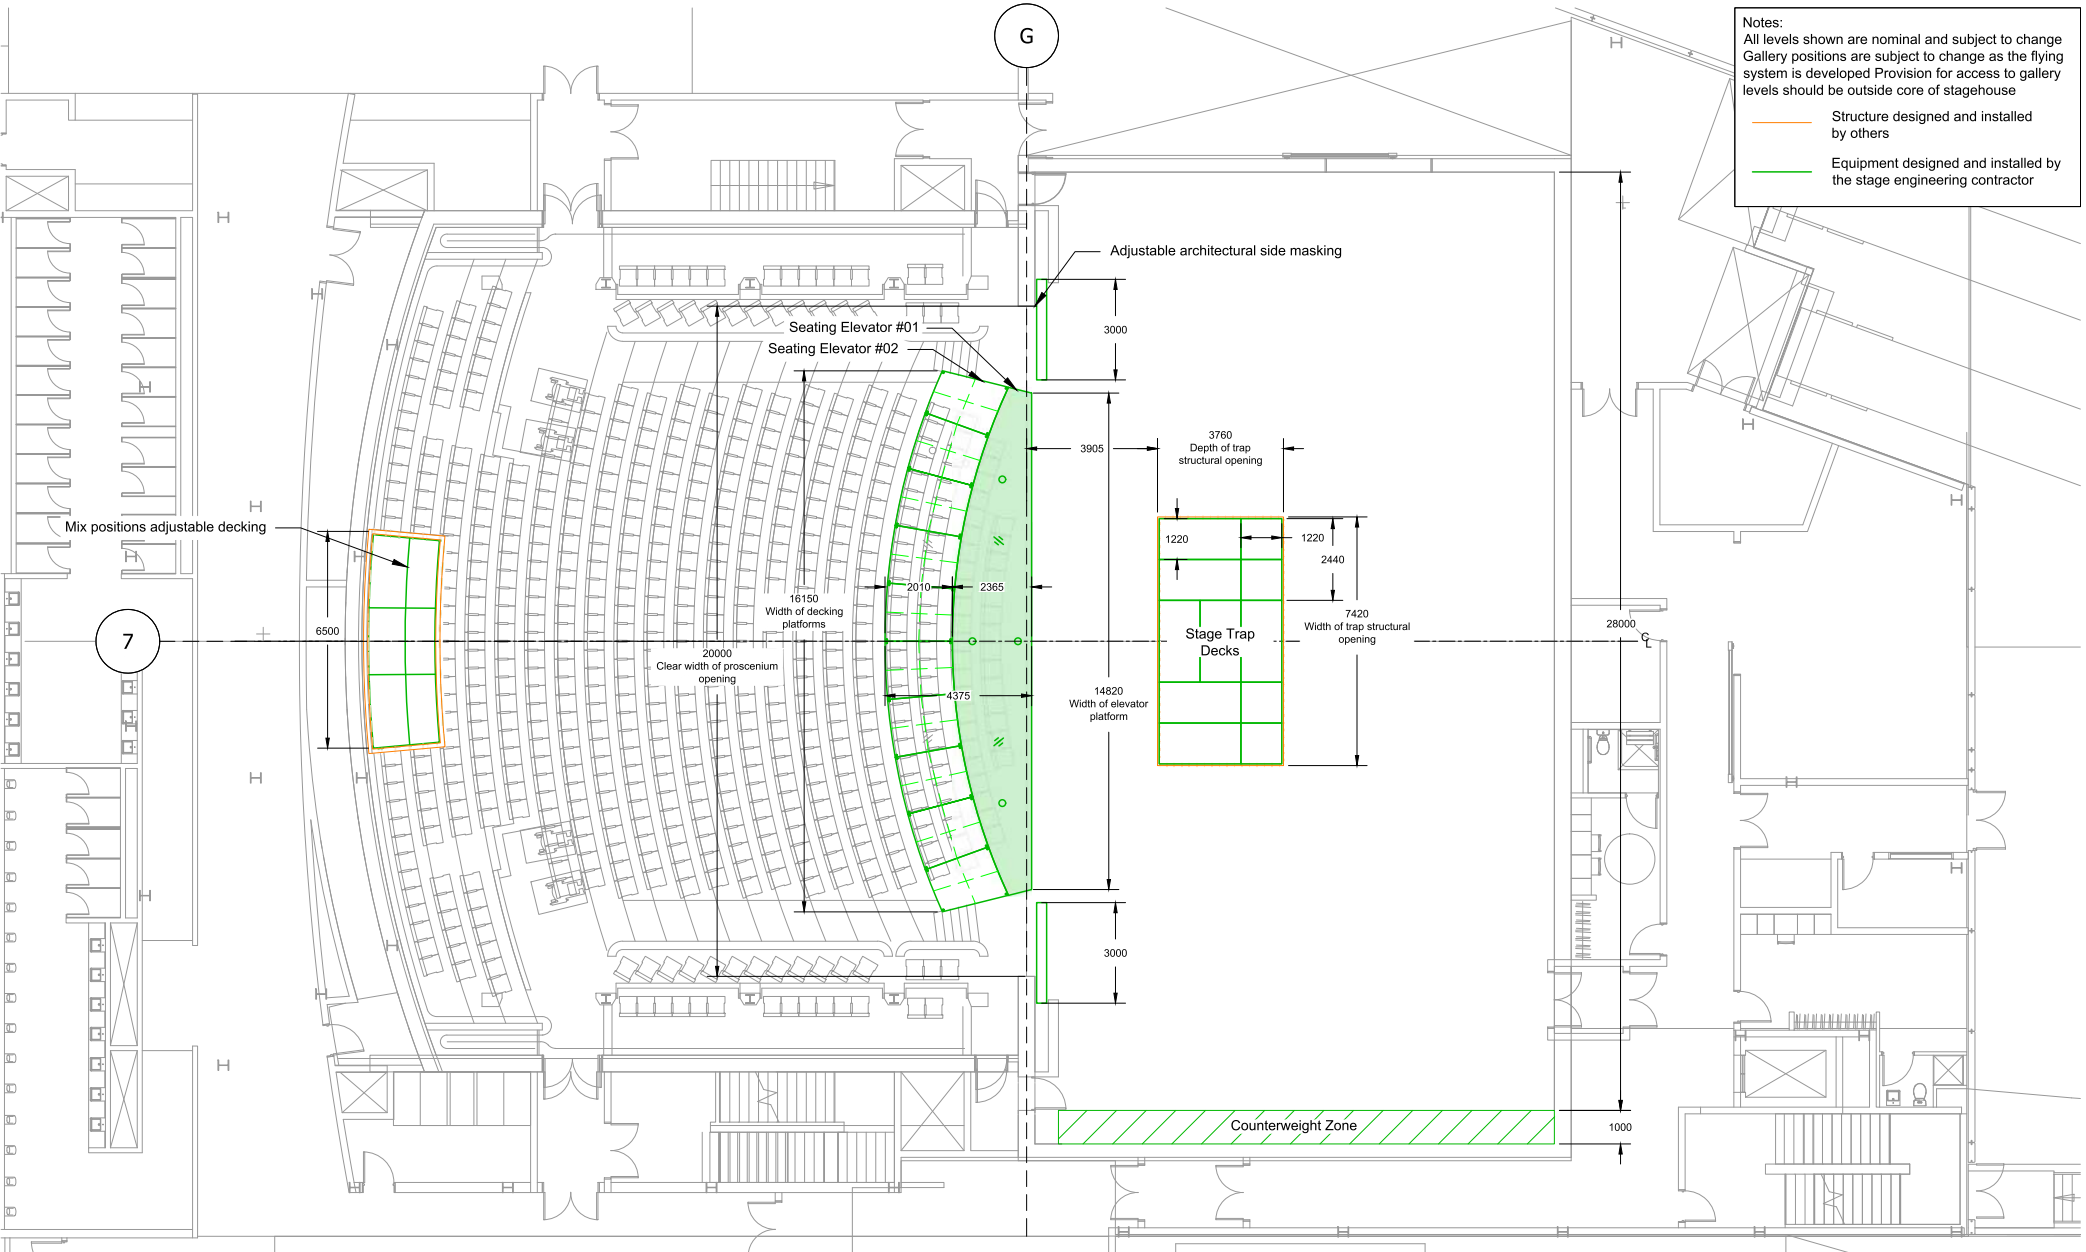 G
Notes:
All levels shown are nominal and subject to change
Gallery positions are subject to change as the flying
system is developed Provision for access to gallery
levels should be outside core of stagehouse
Structure designed and installed
by others
Equipment designed and installed by
the stage engineering contractor
Adjustable architectural side masking
Seating Elevator #01
Seating Elevator #02
3000
3905
3760
Depth of trap
structural opening
Mix positions adjustable decking
1220
1220
2440
2010
2365
16150
Width of decking
platforms
7420
Width of trap structural
opening
6500
7
Stage Trap
Decks
28000
CL
20000
Clear width of proscenium
opening
4375
14820
Width of elevator
platform
3000
Counterweight Zone
1000